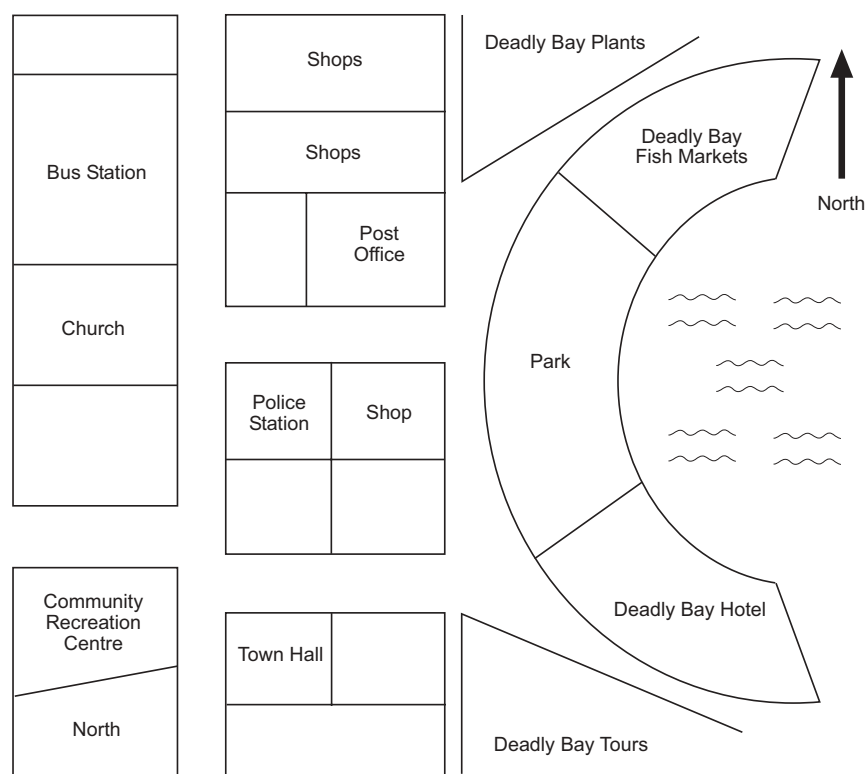 Shops
Deadly Bay Plants
Deadly Bay
Fish Markets
Bus Station
Shops
North
Post
Office
Church
Park
Police
Station
Shop
Community
Recreation
Centre
Deadly Bay Hotel
Town Hall
North
Deadly Bay Tours